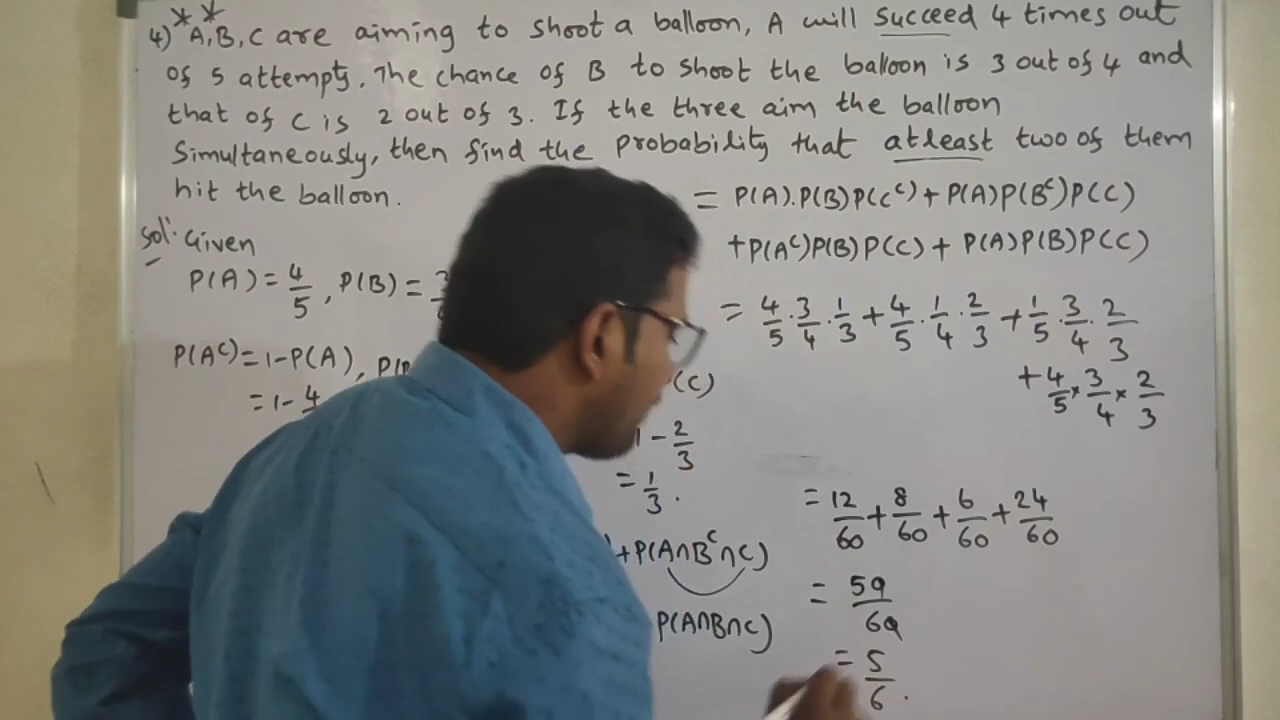 4) ** A, B, C are aiming to shoot a balloon, A will succeed 4 times out
of 5 attempts. The chance of B to shoot the balloon is 3 out of 4 and
that of C is 2 out of 3. If the three aim the balloon
Simultaneously, then find the probability that atleast two of them
hit the balloon.
Sol: Given
P(A) = 4/5, P(B) =
P(Aᶜ) = 1-P(A),
= 1 - 4
(C)
1 - 2/3
= 1/3.
+P(A∩Bᶜ∩C)
P(A∩B∩C)
= P(A).P(B)P(Cᶜ) + P(A)P(Bᶜ)P(C)
+P(Aᶜ)P(B)P(C) + P(A)P(B)P(C)
= 4/5 . 3/4 . 1/3 + 4/5 . 1/4 . 2/3 + 1/5 . 3/4 . 2/3
+ 4/5 × 3/4 × 2/3
= 12/60 + 8/60 + 6/60 + 24/60
= 50/60
= 5/6.